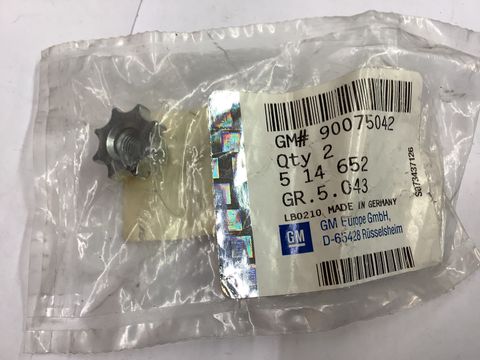 GM# 90075042
Qty 2
5 14 652
GR.5.043
LB0210 MADE IN GERMANY
GM
GM Europe GmbH,
D-65428 Rüsselsheim
S073437126